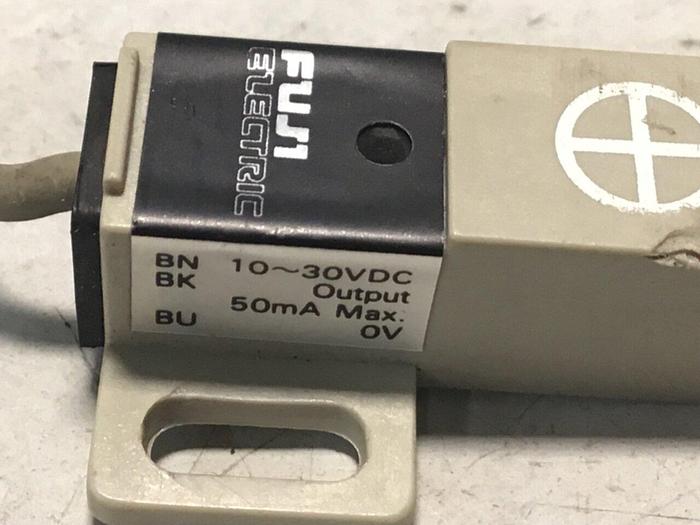 FUJI
ELECTRIC
BN 10~30VDC
BK Output
50mA Max.
BU 0V